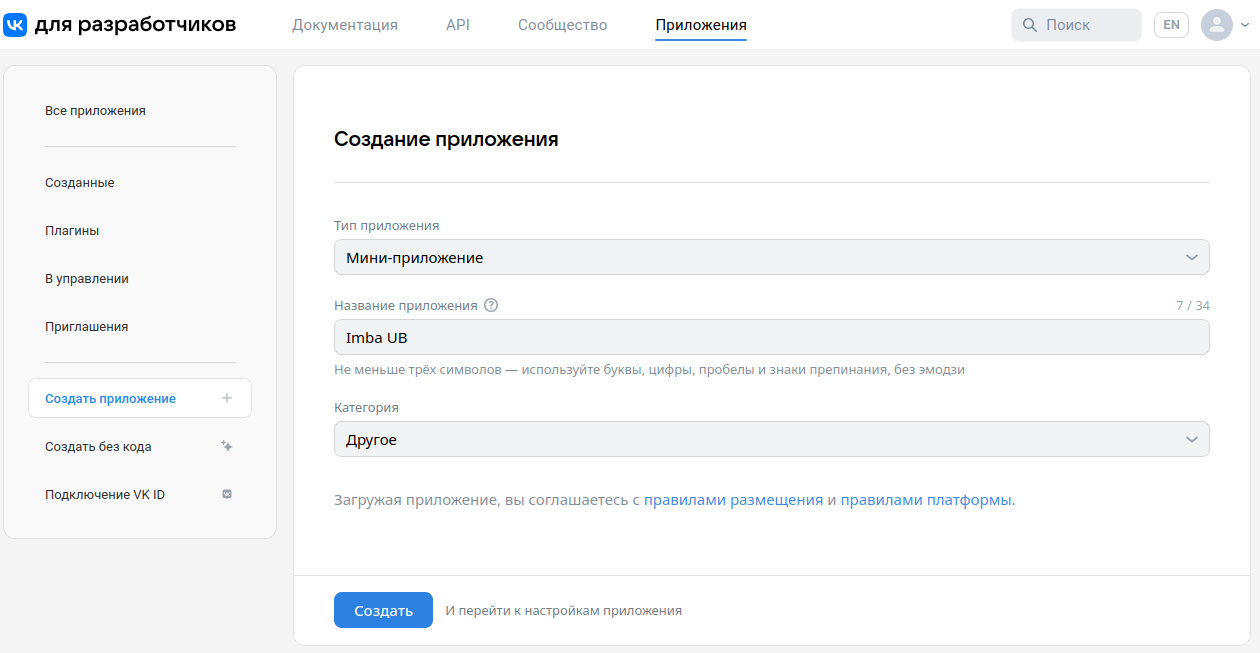 VK для разработчиков Документация API Сообщество Приложения Поиск EN
Все приложения
Созданные
Плагины
В управлении
Приглашения
Создать приложение
Создать без кода
Подключение VK ID
Создание приложения
Тип приложения
Мини-приложение
Название приложения ? 7 / 34
Imba UB
Не меньше трёх символов — используйте буквы, цифры, пробелы и знаки препинания, без эмодзи
Категория
Другое
Загружая приложение, вы соглашаетесь с правилами размещения и правилами платформы.
Создать И перейти к настройкам приложения